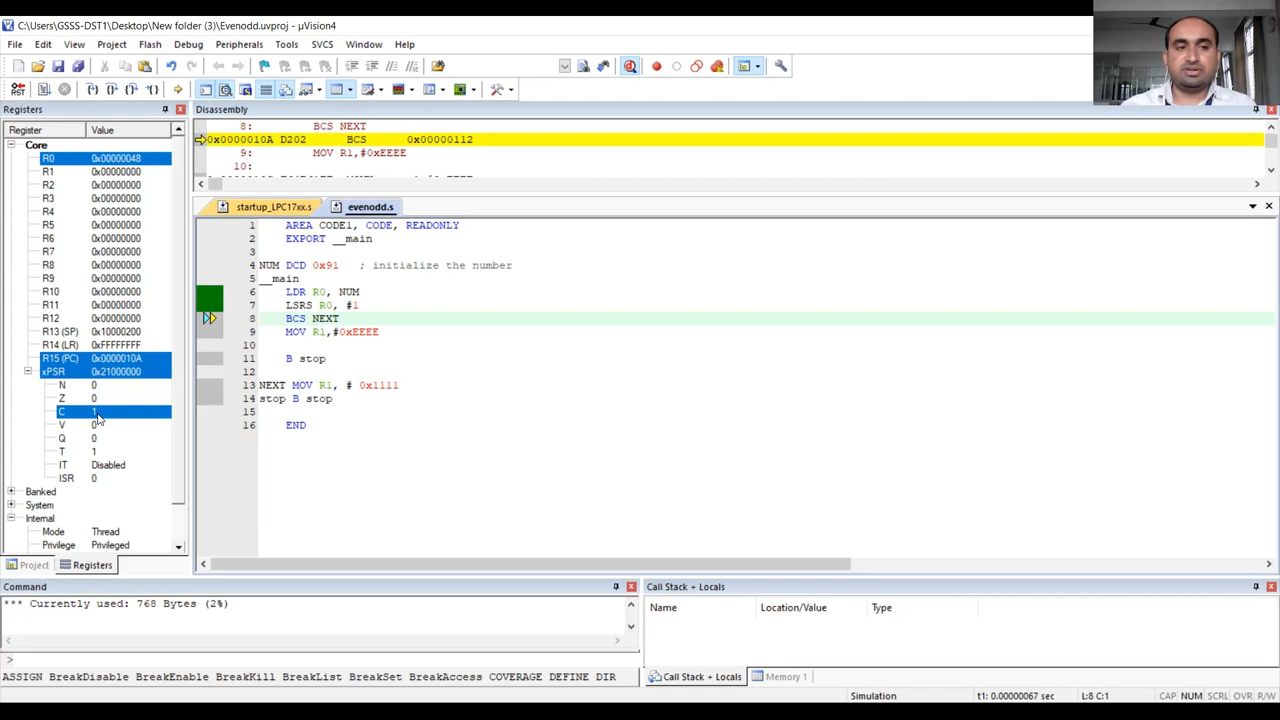 C:\Users\GSSS-DST1\Desktop\New folder (3)\Evenodd.uvproj - µVision4
File Edit View Project Flash Debug Peripherals Tools SVCS Window Help
Registers
Register Value
Core
R0 0x00000048
R1 0x00000000
R2 0x00000000
R3 0x00000000
R4 0x00000000
R5 0x00000000
R6 0x00000000
R7 0x00000000
R8 0x00000000
R9 0x00000000
R10 0x00000000
R11 0x00000000
R12 0x00000000
R13 (SP) 0x10000200
R14 (LR) 0xFFFFFFFF
R15 (PC) 0x0000010A
xPSR 0x21000000
N 0
Z 0
C 1
V 0
Q 0
T 1
IT Disabled
ISR 0
Banked
System
Internal
Mode Thread
Privilege Privileged
Project Registers
Disassembly
8: BCS NEXT
0x0000010A D202 BCS 0x00000112
9: MOV R1,#0xEEEE
10:
startup_LPC17xx.s evenodd.s
1 AREA CODE1, CODE, READONLY
2 EXPORT __main
3
4 NUM DCD 0x91 ; initialize the number
5 __main
6 LDR R0, NUM
7 LSRS R0, #1
8 BCS NEXT
9 MOV R1,#0xEEEE
10
11 B stop
12
13 NEXT MOV R1, # 0x1111
14 stop B stop
15
16 END
Command
*** Currently used: 768 Bytes (2%)
>
ASSIGN BreakDisable BreakEnable BreakKill BreakList BreakSet BreakAccess COVERAGE DEFINE DIR
Call Stack + Locals
Name Location/Value Type
Call Stack + Locals Memory 1
Simulation t1: 0.00000067 sec L:8 C:1 CAP NUM SCRL OVR R/W